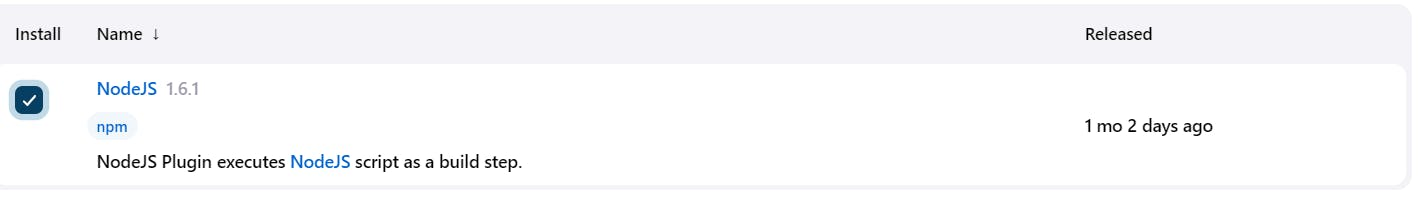 Install Name ↓ Released
NodeJS 1.6.1
npm
1 mo 2 days ago
NodeJS Plugin executes NodeJS script as a build step.